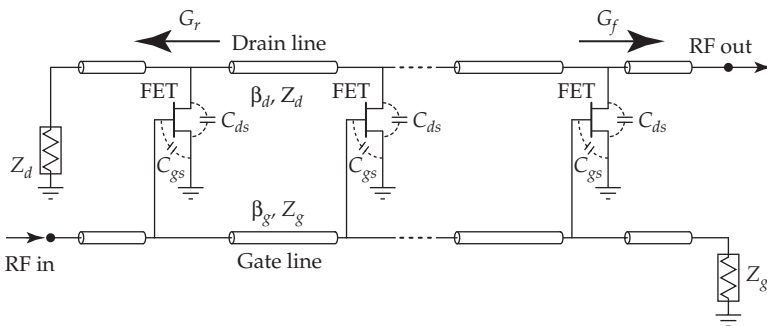 G_r
G_f
Drain line
RF out
FET
β_d, Z_d
FET
FET
C_ds
C_ds
C_ds
Z_d
C_gs
C_gs
C_gs
β_g, Z_g
RF in
Gate line
Z_g